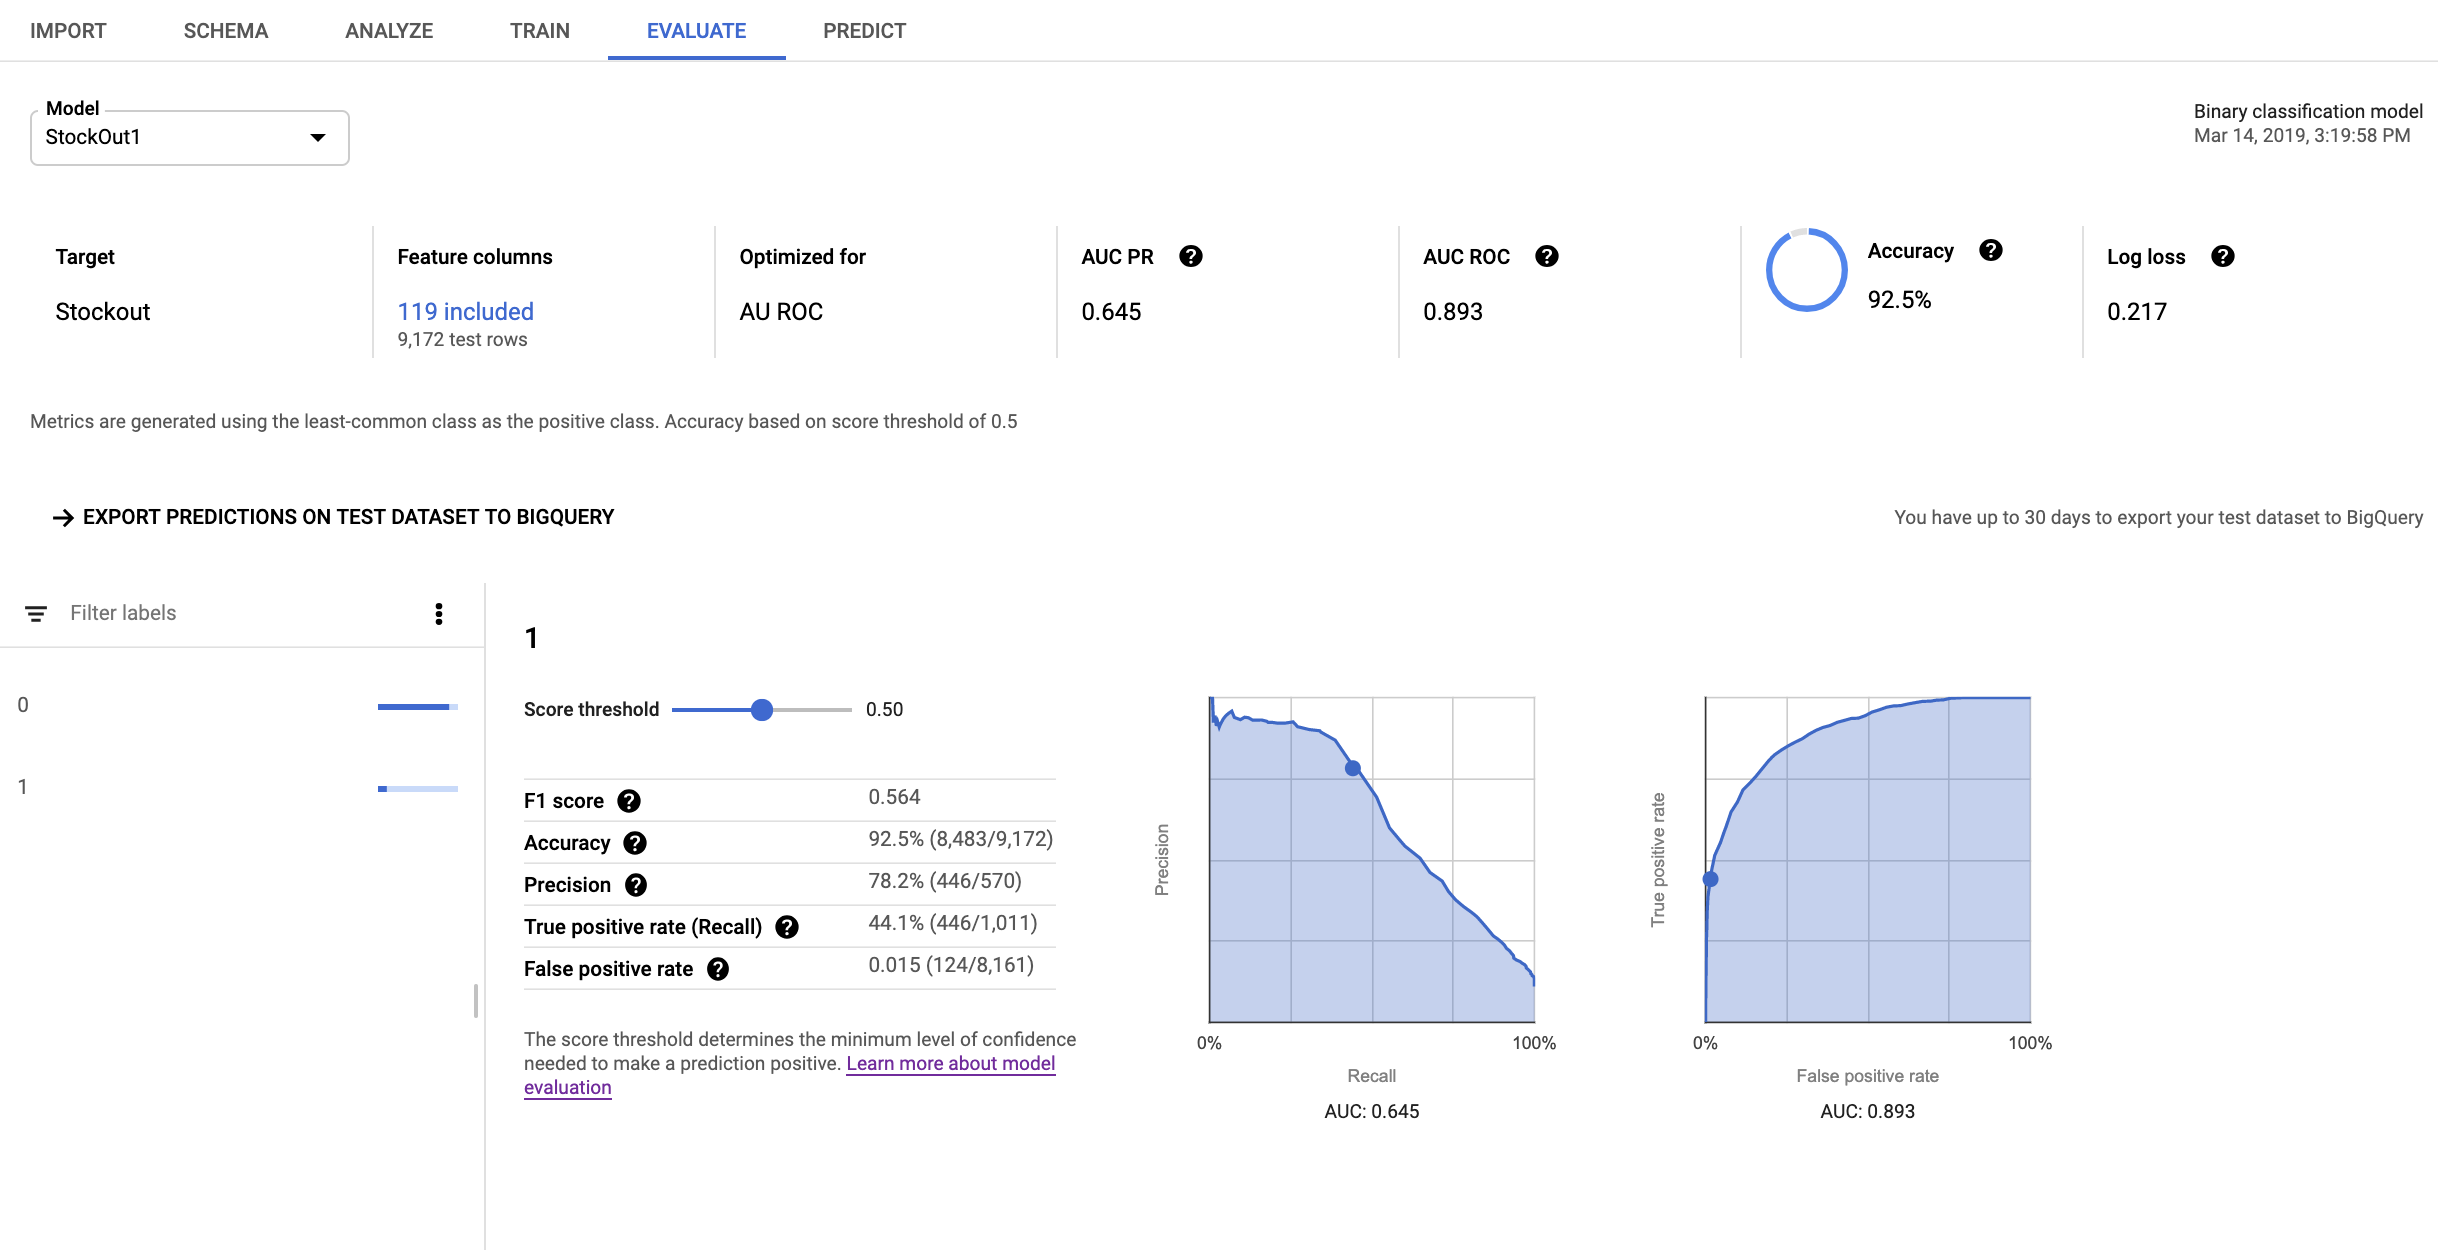 IMPORT SCHEMA ANALYZE TRAIN EVALUATE PREDICT
Model
StockOut1
Binary classification model
Mar 14, 2019, 3:19:58 PM
Target
Stockout
Feature columns
119 included
9,172 test rows
Optimized for
AU ROC
AUC PR ?
0.645
AUC ROC ?
0.893
Accuracy ?
92.5%
Log loss ?
0.217
Metrics are generated using the least-common class as the positive class. Accuracy based on score threshold of 0.5
EXPORT PREDICTIONS ON TEST DATASET TO BIGQUERY
You have up to 30 days to export your test dataset to BigQuery
Filter labels
0
1
1
Score threshold 0.50
F1 score ? 0.564
Accuracy ? 92.5% (8,483/9,172)
Precision ? 78.2% (446/570)
True positive rate (Recall) ? 44.1% (446/1,011)
False positive rate ? 0.015 (124/8,161)
The score threshold determines the minimum level of confidence
needed to make a prediction positive. Learn more about model
evaluation
Precision
0% 100%
Recall
AUC: 0.645
True positive rate
0% 100%
False positive rate
AUC: 0.893